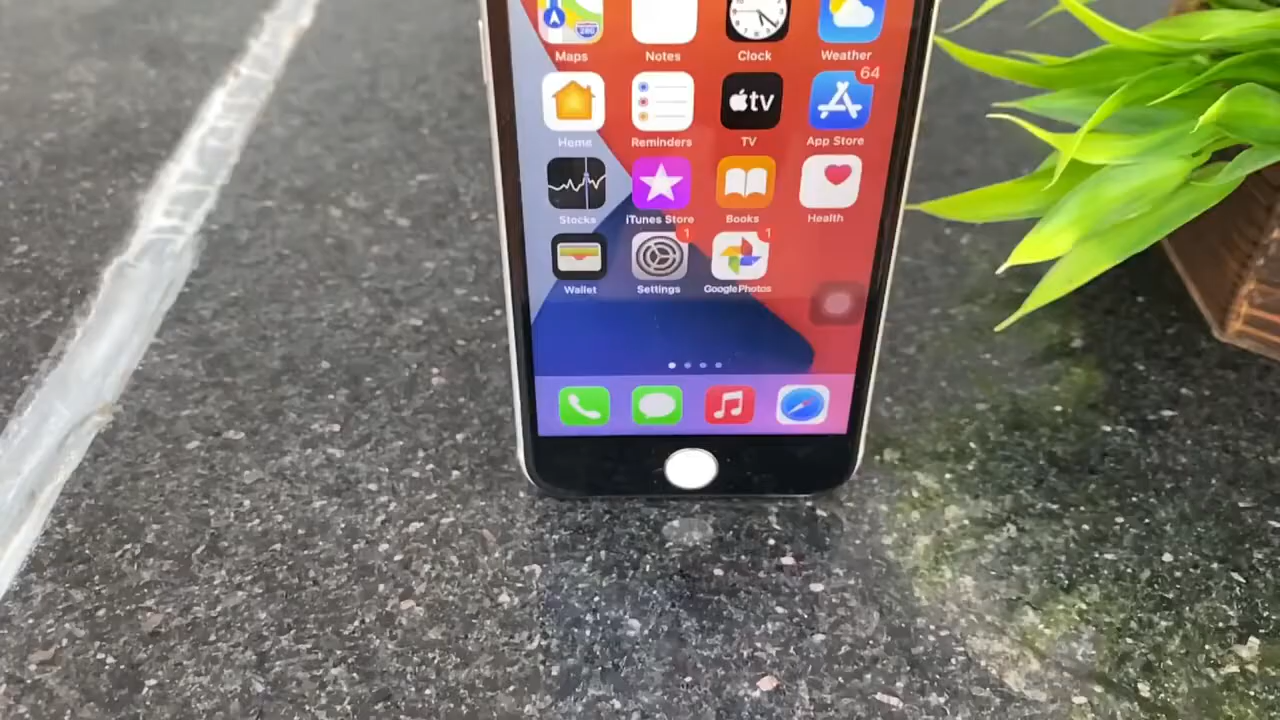 280
Maps Notes Clock Weather
64
tv
Home Reminders TV App Store
Stocks iTunes Store Books Health
1 1
Wallet Settings Google Photos